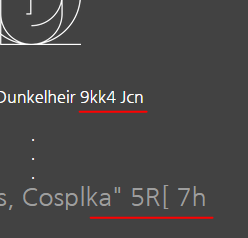 Dunkelheir 9kk4 Jcn
s, Cosplka" 5R[ 7h